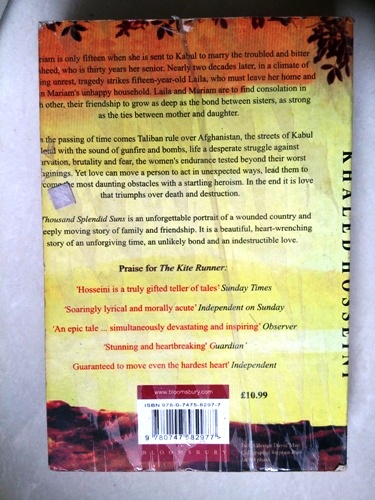 ariam is only fifteen when she is sent to Kabul to marry the troubled and bitter
heed, who is thirty years her senior. Nearly two decades later, in a climate of
ing unrest, tragedy strikes fifteen-year-old Laila, who must leave her home and
n Mariam's unhappy household. Laila and Mariam are to find consolation in
h other, their friendship to grow as deep as the bond between sisters, as strong
as the ties between mother and daughter.
the passing of time comes Taliban rule over Afghanistan, the streets of Kabul
with the sound of gunfire and bombs, life a desperate struggle against
rvation, brutality and fear, the women's endurance tested beyond their worst
aginings. Yet love can move a person to act in unexpected ways, lead them to
come the most daunting obstacles with a startling heroism. In the end it is love
that triumphs over death and destruction.
Thousand Splendid Suns is an unforgettable portrait of a wounded country and
eeply moving story of family and friendship. It is a beautiful, heart-wrenching
story of an unforgiving time, an unlikely bond and an indestructible love.
Praise for The Kite Runner:
'Hosseini is a truly gifted teller of tales' Sunday Times
'Soaringly lyrical and morally acute' Independent on Sunday
'An epic tale ... simultaneously devastating and inspiring' Observer
'Stunning and heartbreaking' Guardian
Guaranteed to move even the hardest heart' Independent
www.bloomsbury.com
£10.99
ISBN 978-0-7475-8297-7
9 780747 582977
BLOOMSBURY
KHALED HOSSEINI